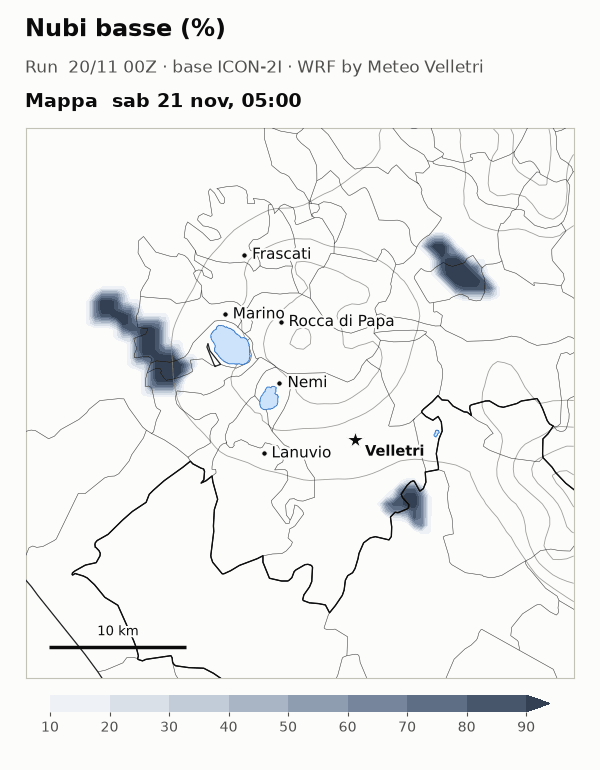 Nubi basse (%)
Run  20/11 00Z · base ICON-2I · WRF by Meteo Velletri
Mappa  sab 21 nov, 05:00
Frascati
Marino
Rocca di Papa
Nemi
Velletri
Lanuvio
10 km
10 20 30 40 50 60 70 80 90